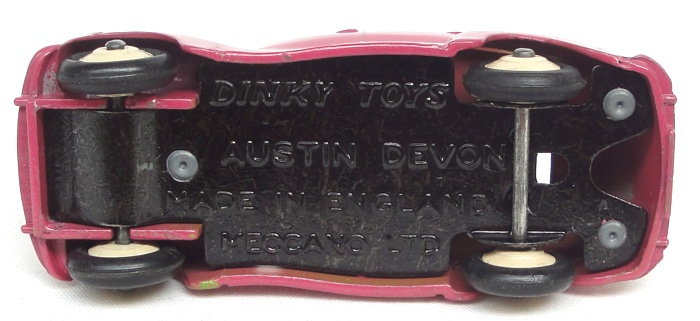 DINKY TOYS
AUSTIN DEVON
MADE IN ENGLAND
MECCANO LTD